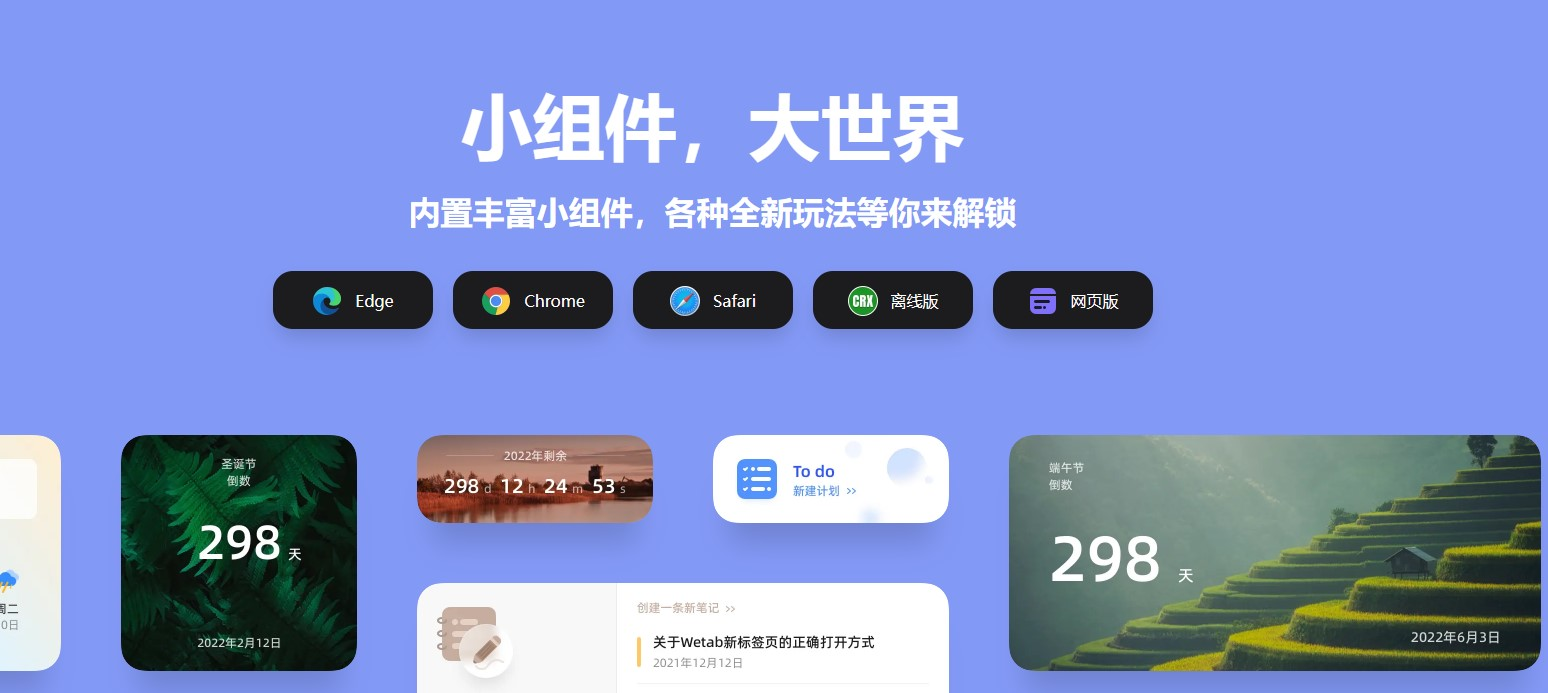 小组件，大世界
内置丰富小组件，各种全新玩法等你来解锁
Edge
Chrome
Safari
CRX 离线版
网页版
周二
0日
圣诞节
倒数
298 天
2022年2月12日
2022年剩余
298 d 12 h 24 m 53 s
To do
新建计划 >>
创建一条新笔记 >>
关于Wetab新标签页的正确打开方式
2021年12月12日
端午节
倒数
298 天
2022年6月3日